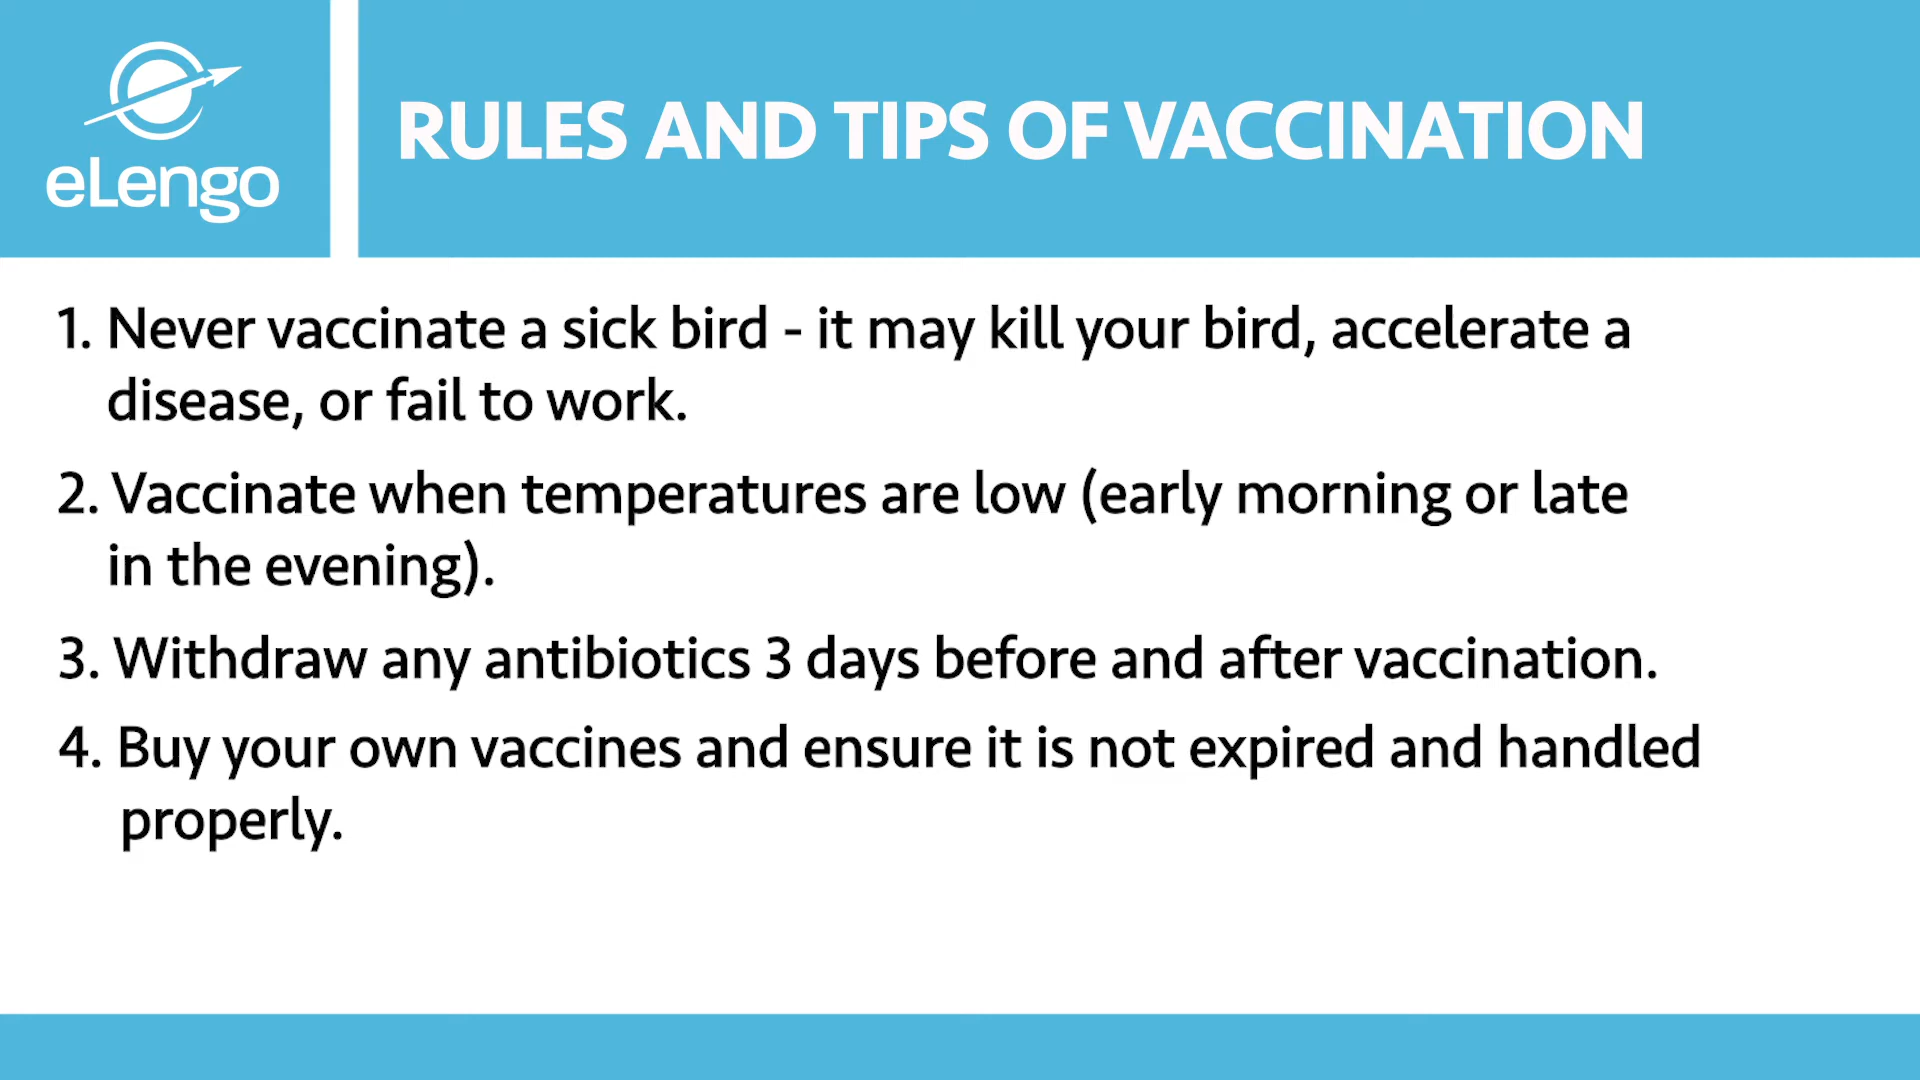 eLengo
RULES AND TIPS OF VACCINATION
1. Never vaccinate a sick bird - it may kill your bird, accelerate a
disease, or fail to work.
2. Vaccinate when temperatures are low (early morning or late
in the evening).
3. Withdraw any antibiotics 3 days before and after vaccination.
4. Buy your own vaccines and ensure it is not expired and handled
properly.